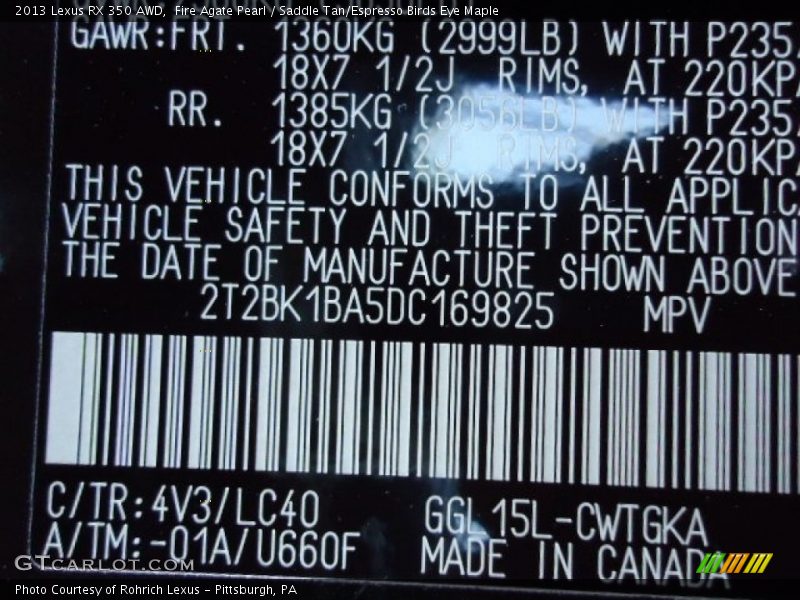 2013 Lexus RX 350 AWD,  Fire Agate Pearl / Saddle Tan/Espresso Birds Eye Maple
GAWR:FRT. 1360KG (2999LB) WITH P235
18X7 1/2J RIMS, AT 220KPA
RR. 1385KG (3056LB) WITH P235
18X7 1/2J RIMS, AT 220KPA
THIS VEHICLE CONFORMS TO ALL APPLIC
VEHICLE SAFETY AND THEFT PREVENTION
THE DATE OF MANUFACTURE SHOWN ABOVE
2T2BK1BA5DC169825 MPV
C/TR:4V3/LC40 GGL15L-CWTGKA
A/TM:-01A/U660F MADE IN CANADA
GTCARLOT.COM
Photo Courtesy of Rohrich Lexus - Pittsburgh, PA